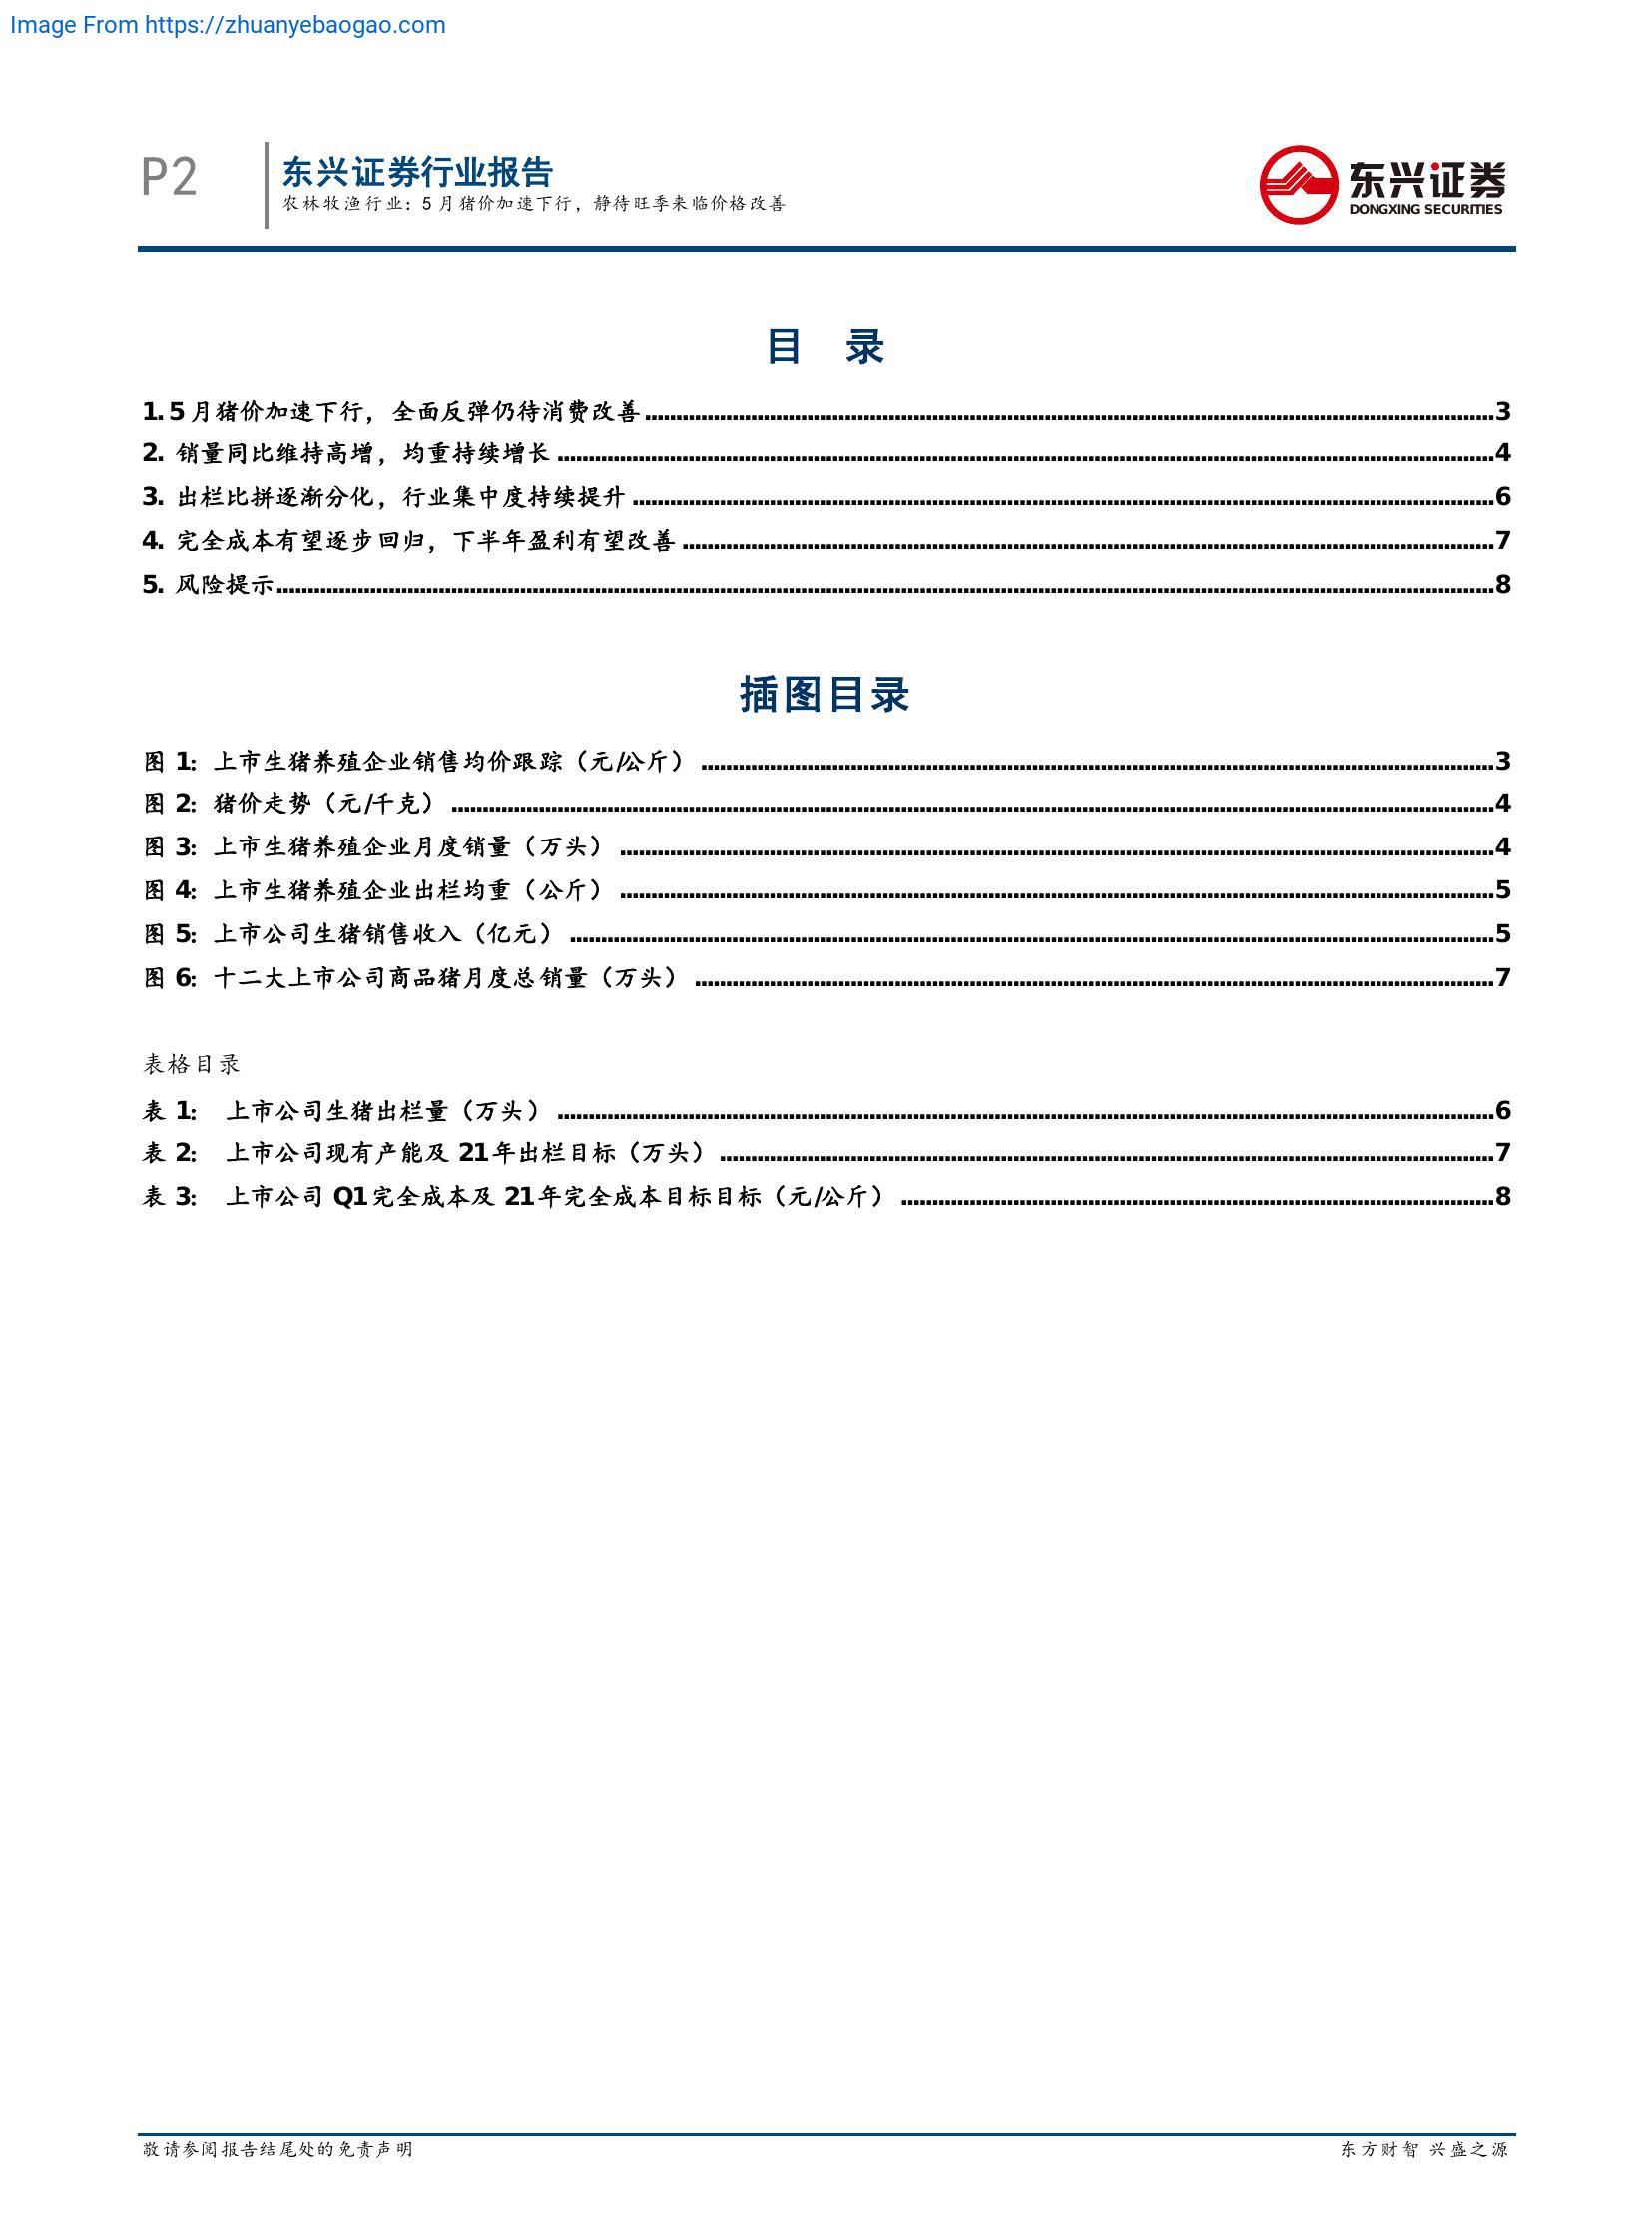 Image From https://zhuanyebaogao.com
P2
东兴证券行业报告
农林牧渔行业：5 月猪价加速下行，静待旺季来临价格改善
东兴证券
DONGXING SECURITIES
目 录
1. 5 月猪价加速下行，全面反弹仍待消费改善........3
2. 销量同比维持高增，均重持续增长........4
3. 出栏比拼逐渐分化，行业集中度持续提升........6
4. 完全成本有望逐步回归，下半年盈利有望改善........7
5. 风险提示........8
插图目录
图 1：上市生猪养殖企业销售均价跟踪（元/公斤）........3
图 2：猪价走势（元/千克）........4
图 3：上市生猪养殖企业月度销量（万头）........4
图 4：上市生猪养殖企业出栏均重（公斤）........5
图 5：上市公司生猪销售收入（亿元）........5
图 6：十二大上市公司商品猪月度总销量（万头）........7
表格目录
表 1： 上市公司生猪出栏量（万头）........6
表 2： 上市公司现有产能及 21 年出栏目标（万头）........7
表 3： 上市公司 Q1 完全成本及 21 年完全成本目标目标（元/公斤）........8
敬请参阅报告结尾处的免责声明
东方财智 兴盛之源